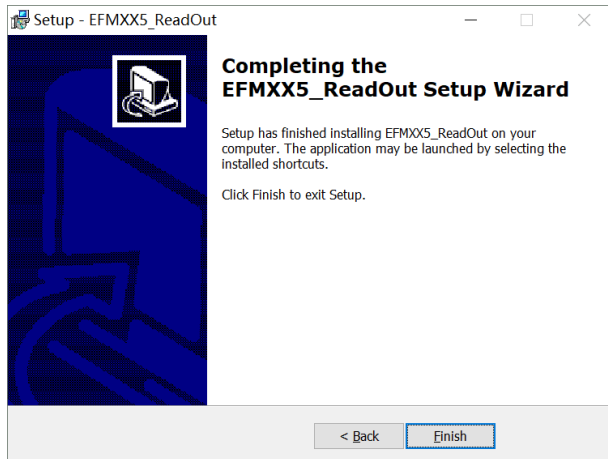 Setup - EFMXX5_ReadOut
Completing the
EFMXX5_ReadOut Setup Wizard
Setup has finished installing EFMXX5_ReadOut on your
computer. The application may be launched by selecting the
installed shortcuts.
Click Finish to exit Setup.
< Back
Finish